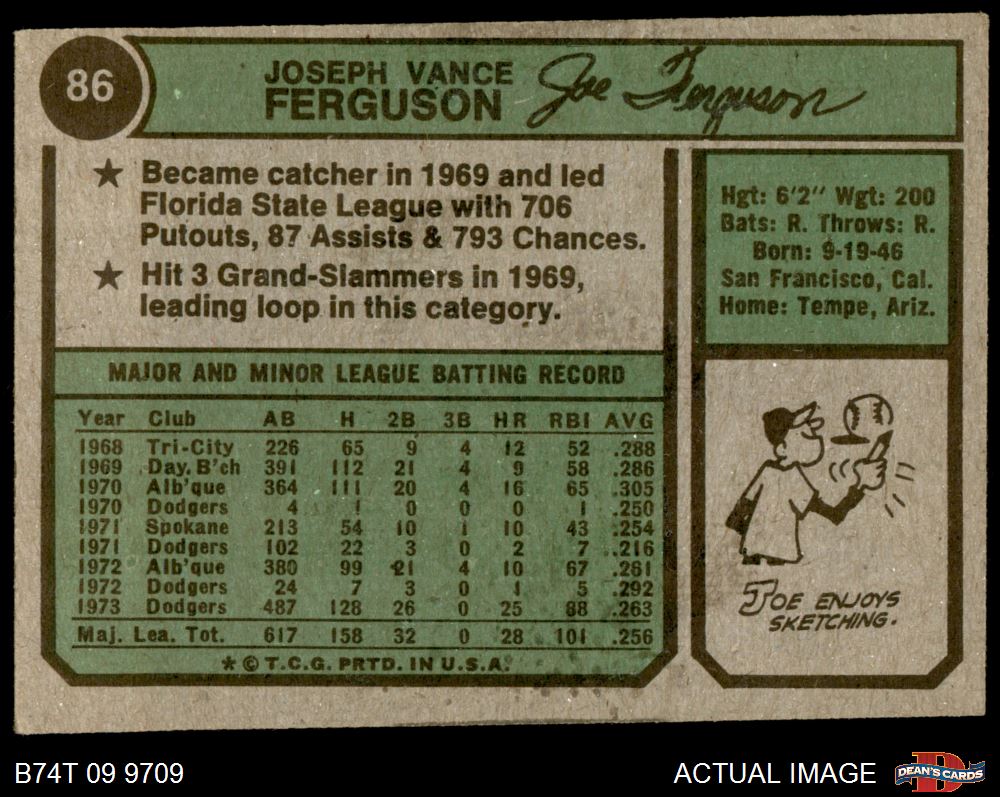 86
JOSEPH VANCE
FERGUSON
Joe Ferguson
★ Became catcher in 1969 and led
Florida State League with 706
Putouts, 87 Assists & 793 Chances.
★ Hit 3 Grand-Slammers in 1969,
leading loop in this category.
Hgt: 6'2" Wgt: 200
Bats: R. Throws: R.
Born: 9-19-46
San Francisco, Cal.
Home: Tempe, Ariz.
MAJOR AND MINOR LEAGUE BATTING RECORD
Year Club AB H 2B 3B HR RBI AVG
1968 Tri-City 226 65 9 4 12 52 .288
1969 Day. B'ch 391 112 21 4 9 58 .286
1970 Alb'que 364 111 20 4 16 65 .305
1970 Dodgers 4 1 0 0 0 1 .250
1971 Spokane 213 54 10 1 10 43 .254
1971 Dodgers 102 22 3 0 2 7 .216
1972 Alb'que 380 99 21 4 10 67 .261
1972 Dodgers 24 7 3 0 1 5 .292
1973 Dodgers 487 128 26 0 25 88 .263
Maj. Lea. Tot. 617 158 32 0 28 101 .256
★ © T.C.G. PRTD. IN U.S.A.
JOE ENJOYS
SKETCHING.
B74T 09 9709
ACTUAL IMAGE
D
DEAN'S CARDS